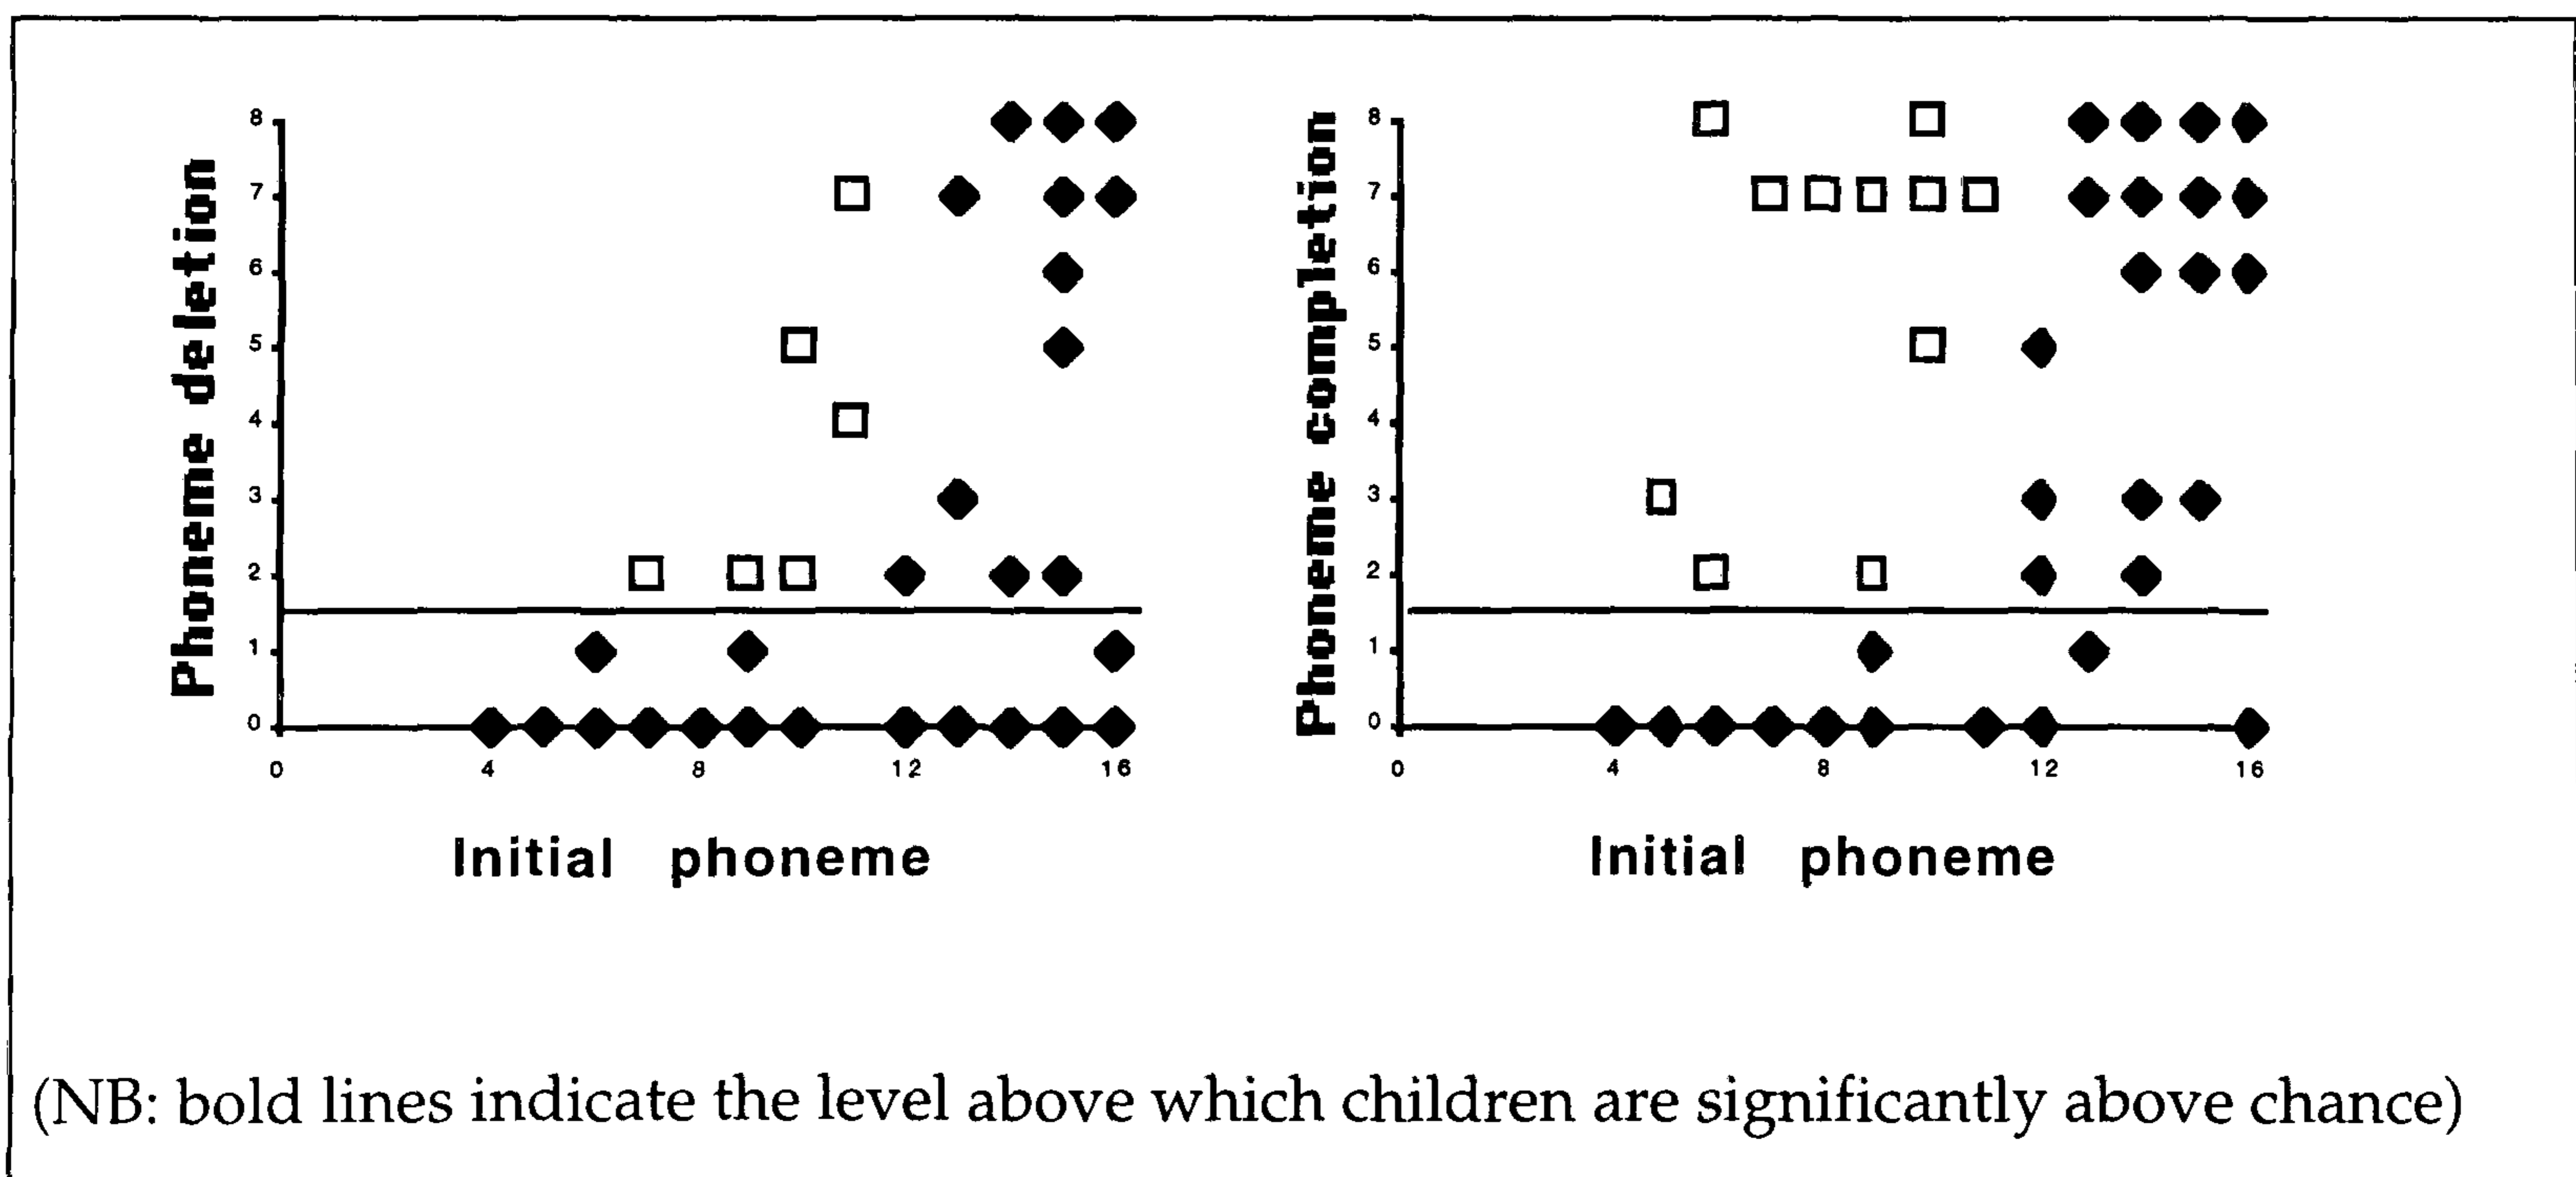 Phoneme deletion
8
7
6
5
4
3
2
1
0
0 4 8 12 16
Initial phoneme
Phoneme completion
8
7
6
5
4
3
2
1
0
0 4 8 12 16
Initial phoneme
(NB: bold lines indicate the level above which children are significantly above chance)